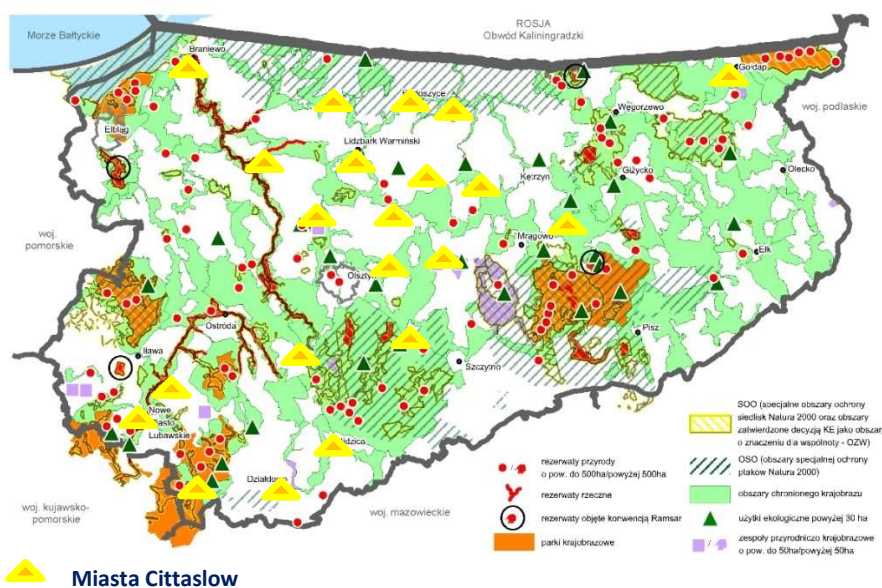 Morze Bałtyckie
ROSJA
Obwód Kaliningradzki
Braniewo
Gołdap
woj. podlaskie
Węgorzewo
Elbląg
Lidzbark Warmiński
Giżycko
Olecko
Kętrzyn
woj.
pomorskie
Mrągowo
Ełk
Olsztyn
Ostróda
Pisz
Iława
Szczytno
Nowe
Miasto
Lubawskie
Nidzica
Działdowo
woj. kujawsko-
pomorskie
woj. mazowieckie
rezerwaty przyrody
o pow. do 500ha/powyżej 500ha
rezerwaty rzeczne
rezerwaty objęte konwencją Ramsar
parki krajobrazowe
SOO (specjalne obszary ochrony
siedlisk Natura 2000 oraz obszary
zatwierdzone decyzją KE jako obszar
o znaczeniu dla wspólnoty - OZW)
OSO (obszary specjalnej ochrony
ptaków Natura 2000)
obszary chronionego krajobrazu
użytki ekologiczne powyżej 30 ha
zespoły przyrodniczo krajobrazowe
o pow. do 50ha/powyżej 50ha
Miasta Cittaslow